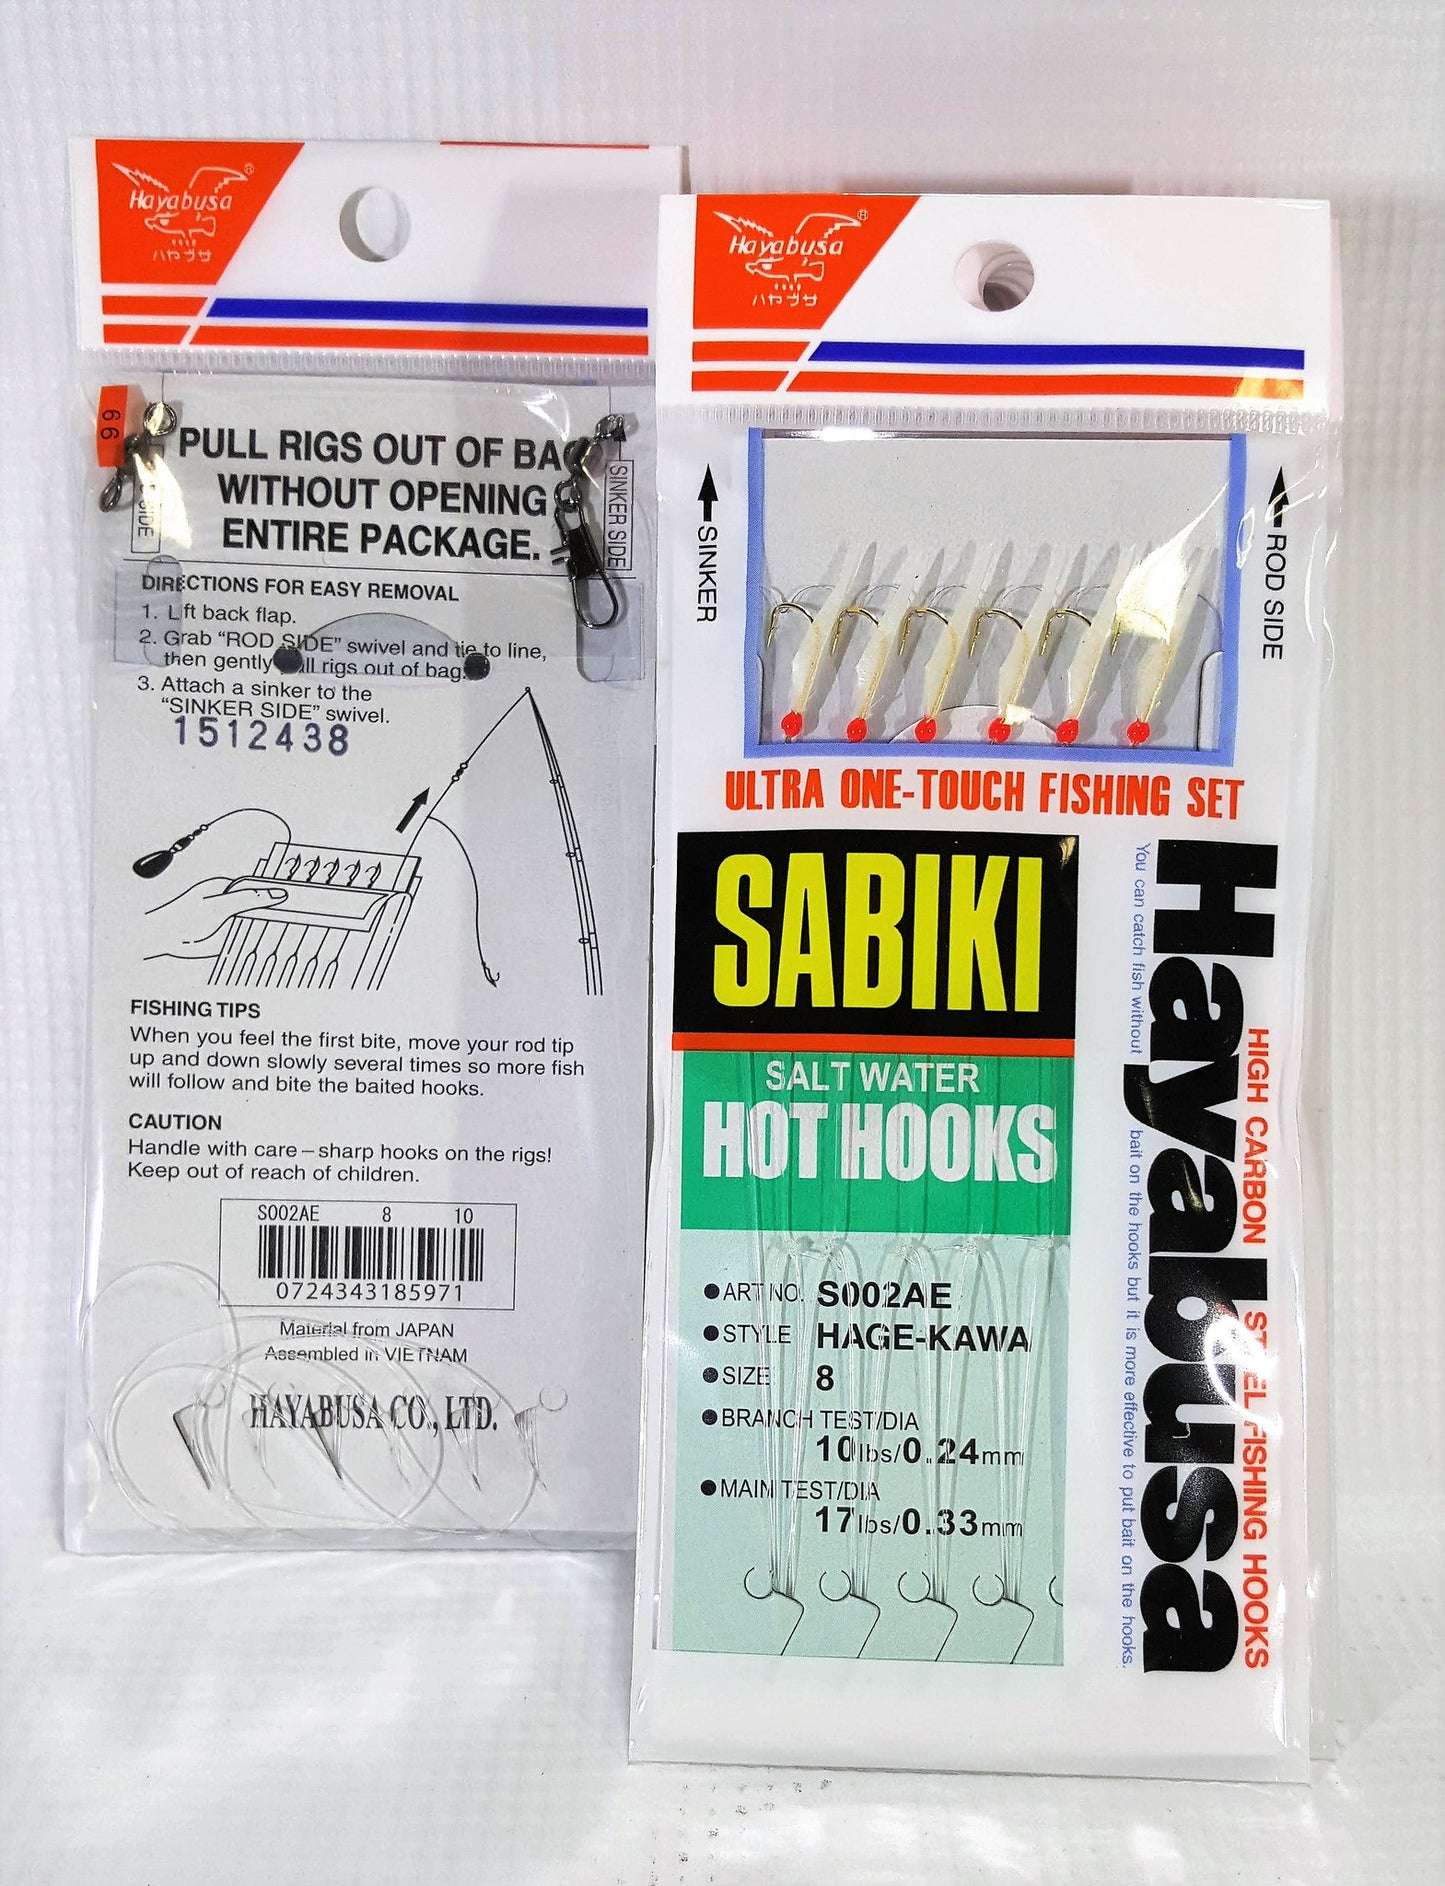 Hayabusa
ハヤブサ
66
PULL RIGS OUT OF BAG
WITHOUT OPENING
ENTIRE PACKAGE.
SIDE
SINKER SIDE
DIRECTIONS FOR EASY REMOVAL
1. Lift back flap.
2. Grab “ROD SIDE” swivel and tie to line,
then gently pull rigs out of bag.
3. Attach a sinker to the
“SINKER SIDE” swivel.
1512438
FISHING TIPS
When you feel the first bite, move your rod tip
up and down slowly several times so more fish
will follow and bite the baited hooks.
CAUTION
Handle with care – sharp hooks on the rigs!
Keep out of reach of children.
S002AE 8 10
0724343185971
Material from JAPAN
Assembled in VIETNAM
HAYABUSA CO., LTD.
Hayabusa
ハヤブサ
SINKER
ROD SIDE
ULTRA ONE-TOUCH FISHING SET
SABIKI
SALT WATER
HOT HOOKS
●ART NO. S002AE
●STYLE HAGE-KAWA
●SIZE 8
●BRANCH TEST/DIA
10lbs/0.24mm
●MAIN TEST/DIA
17lbs/0.33mm
Hayabusa
HIGH CARBON STEEL FISHING HOOKS
You can catch fish without bait on the hooks but it is more effective to put bait on the hooks.